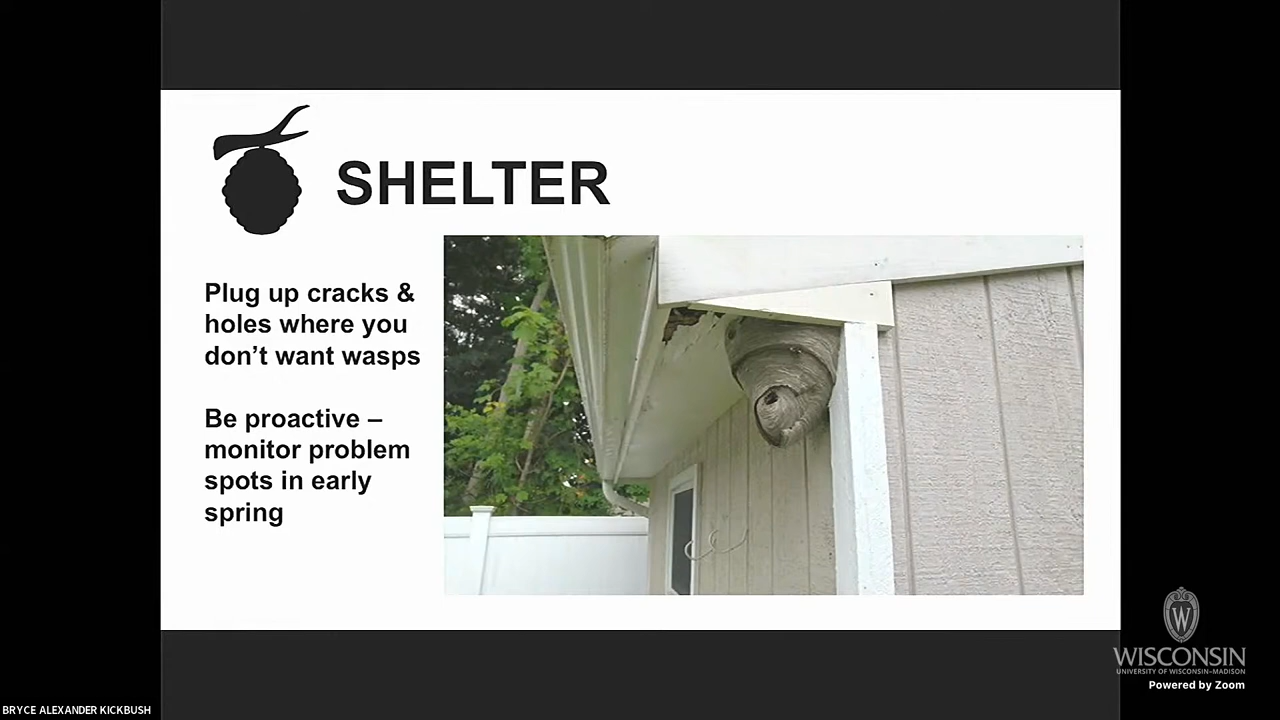 SHELTER
Plug up cracks &
holes where you
don’t want wasps
Be proactive –
monitor problem
spots in early
spring
W
WISCONSIN
UNIVERSITY OF WISCONSIN–MADISON
Powered by Zoom
BRYCE ALEXANDER KICKBUSH